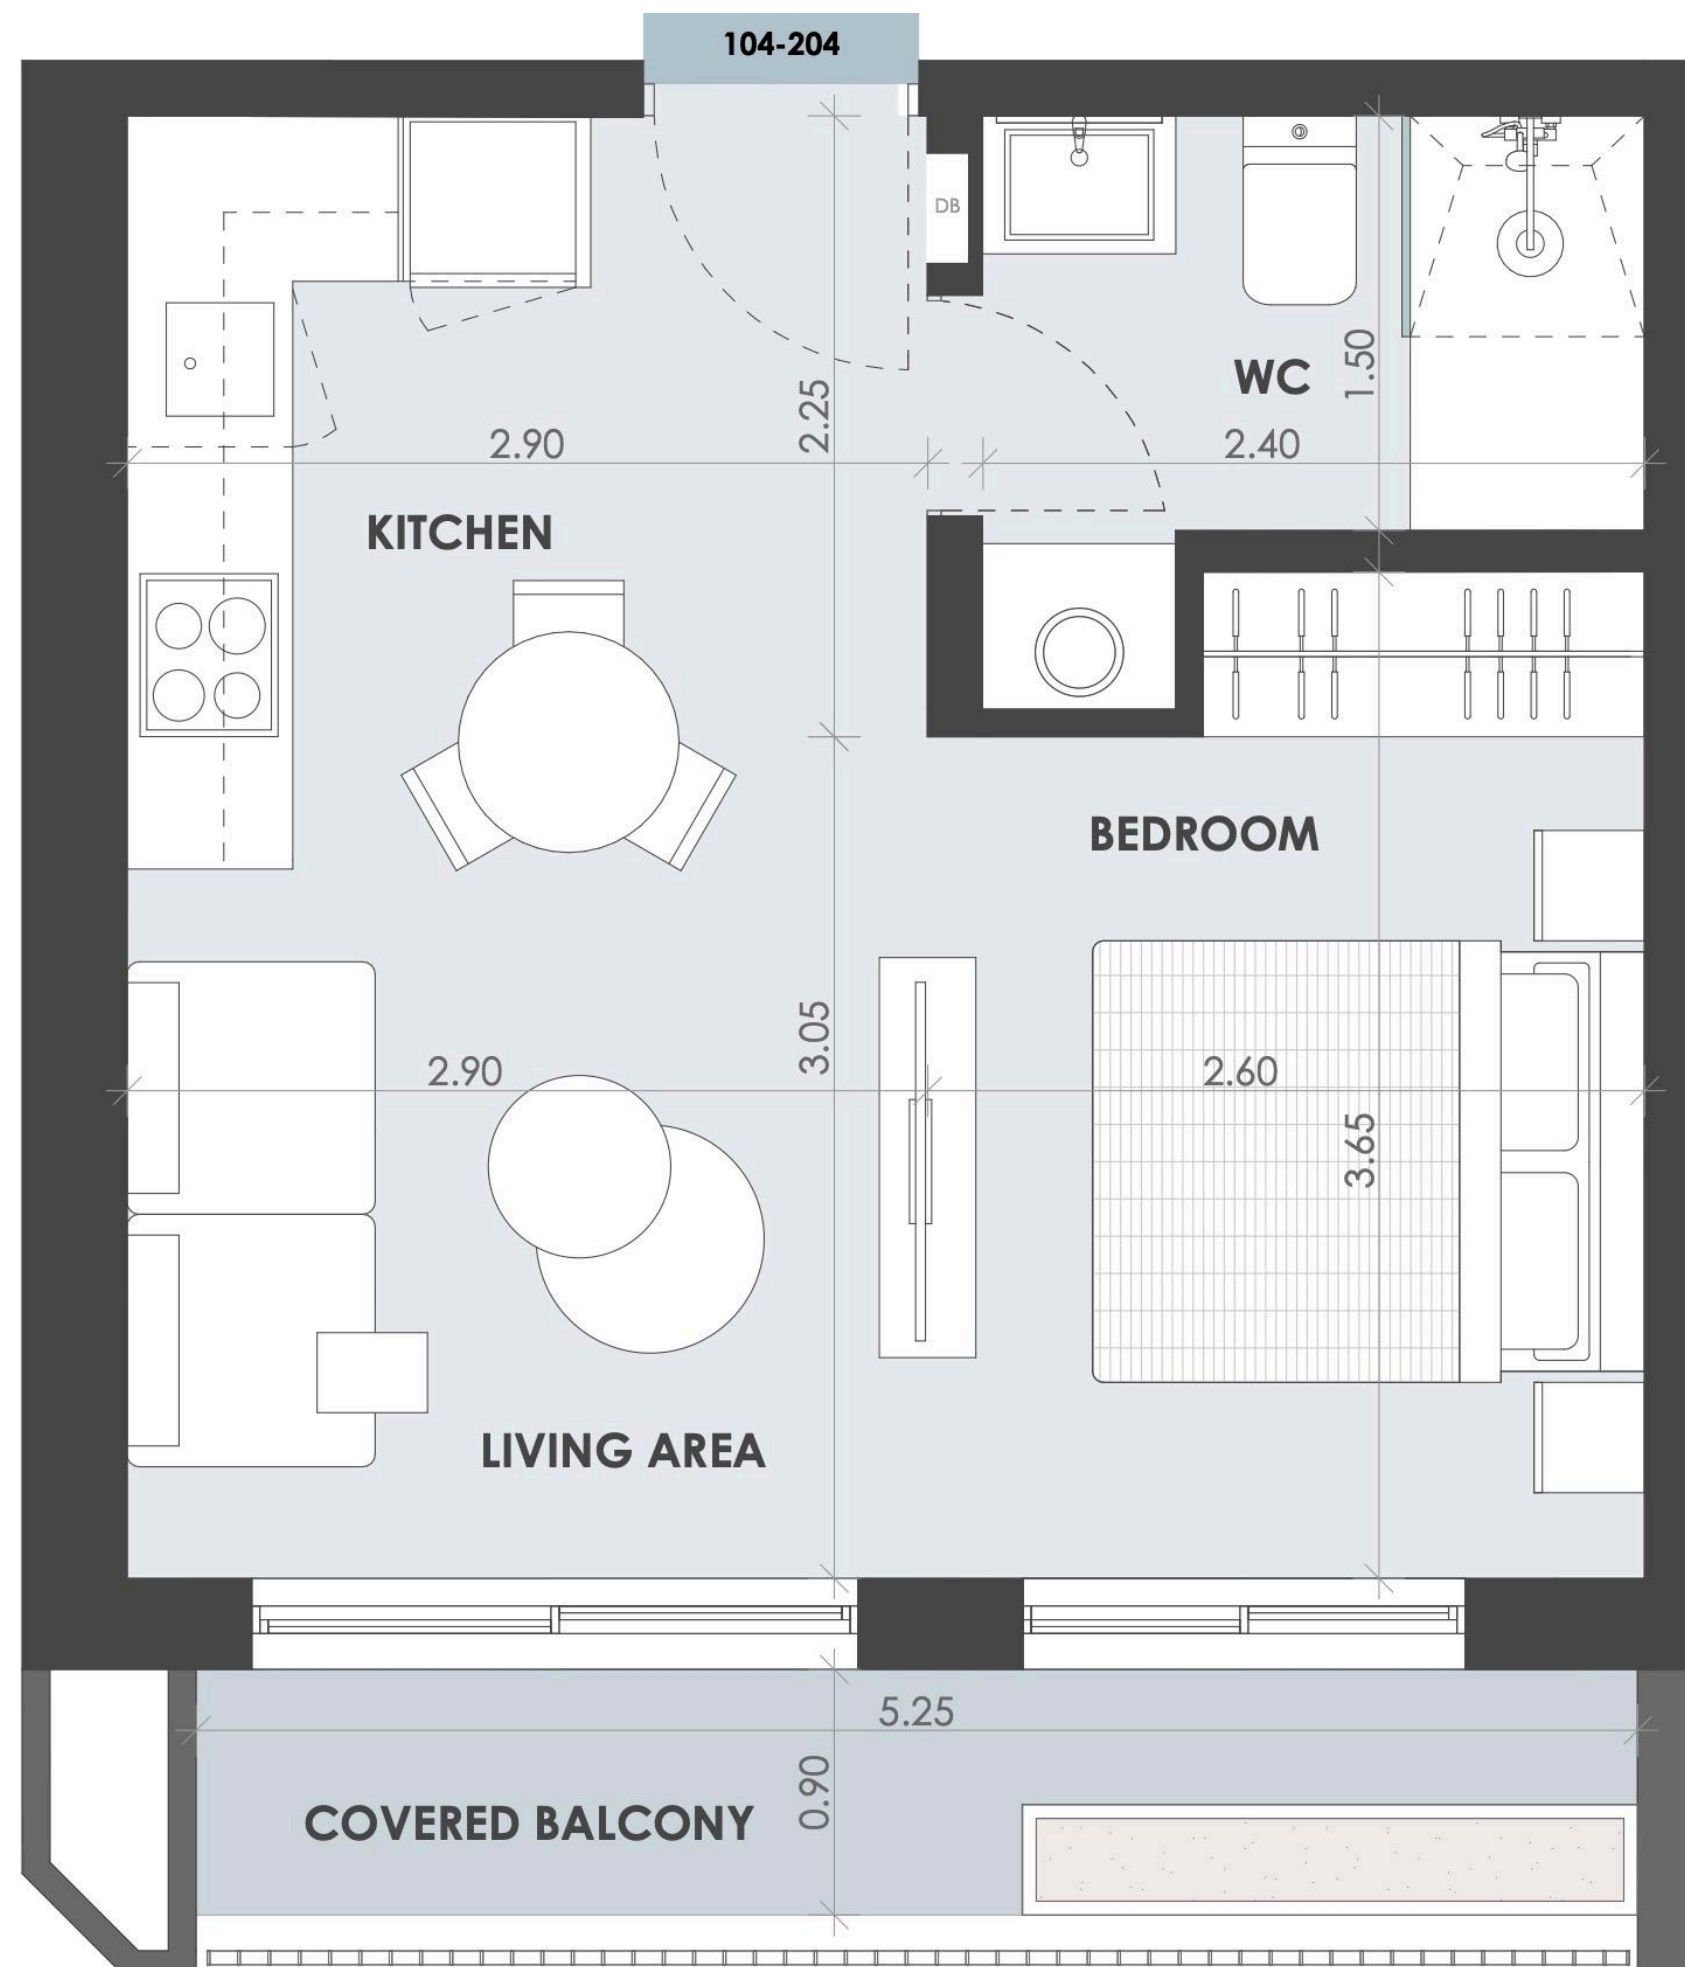 104-204
DB
2.25
1.50
WC
2.90
2.40
KITCHEN
BEDROOM
3.05
2.90
2.60
3.65
LIVING AREA
5.25
0.90
COVERED BALCONY